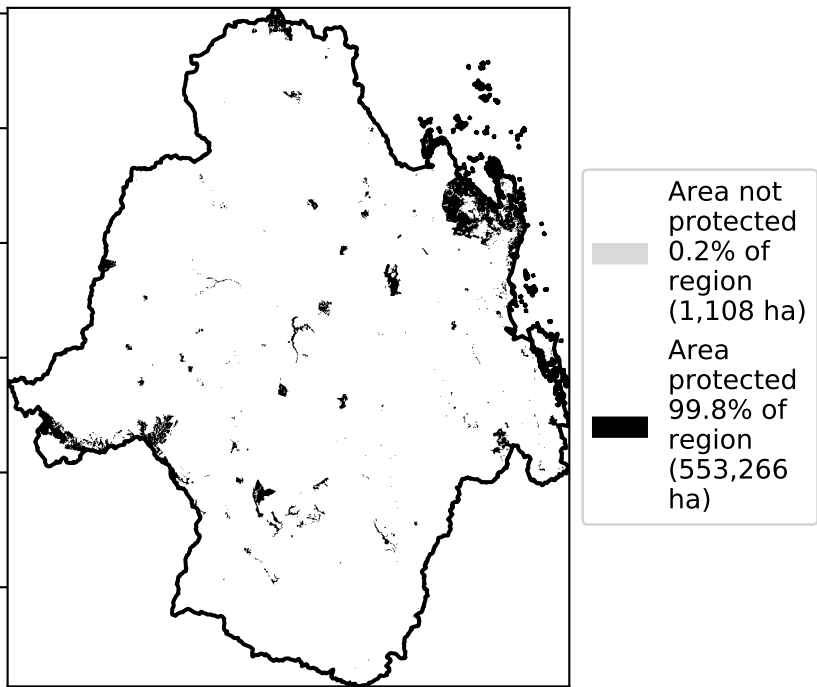 Area not
protected
0.2% of
region
(1,108 ha)
Area
protected
99.8% of
region
(553,266
ha)